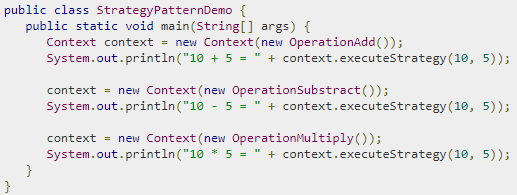 public class StrategyPatternDemo {
   public static void main(String[] args) {
      Context context = new Context(new OperationAdd());
      System.out.println("10 + 5 = " + context.executeStrategy(10, 5));

      context = new Context(new OperationSubstract());
      System.out.println("10 - 5 = " + context.executeStrategy(10, 5));

      context = new Context(new OperationMultiply());
      System.out.println("10 * 5 = " + context.executeStrategy(10, 5));
   }
}